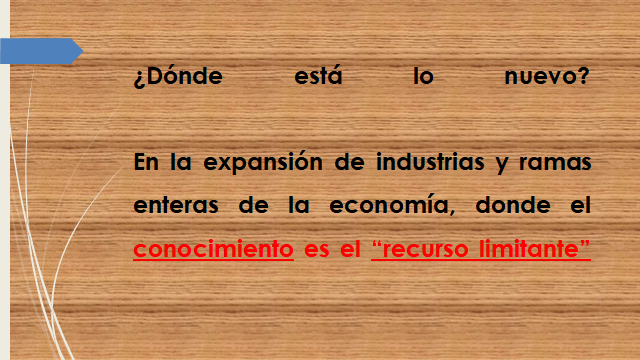 ¿Dónde está lo nuevo?
En la expansión de industrias y ramas
enteras de la economía, donde el
conocimiento es el “recurso limitante”